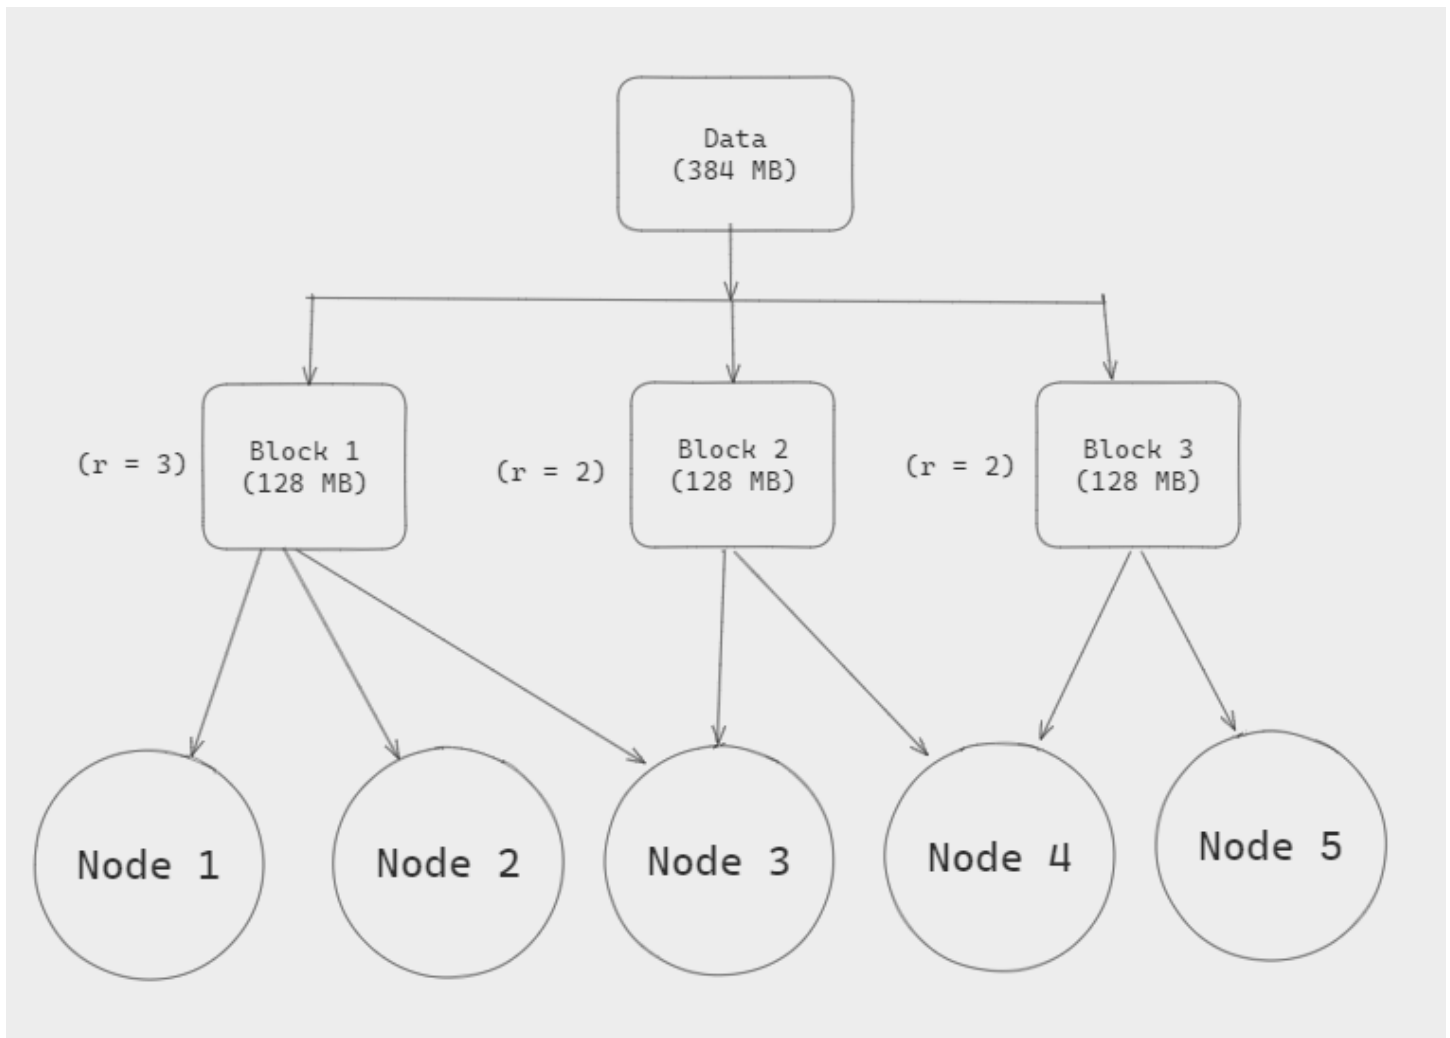 Data
(384 MB)
(r = 3)
Block 1
(128 MB)
(r = 2)
Block 2
(128 MB)
(r = 2)
Block 3
(128 MB)
Node 1
Node 2
Node 3
Node 4
Node 5